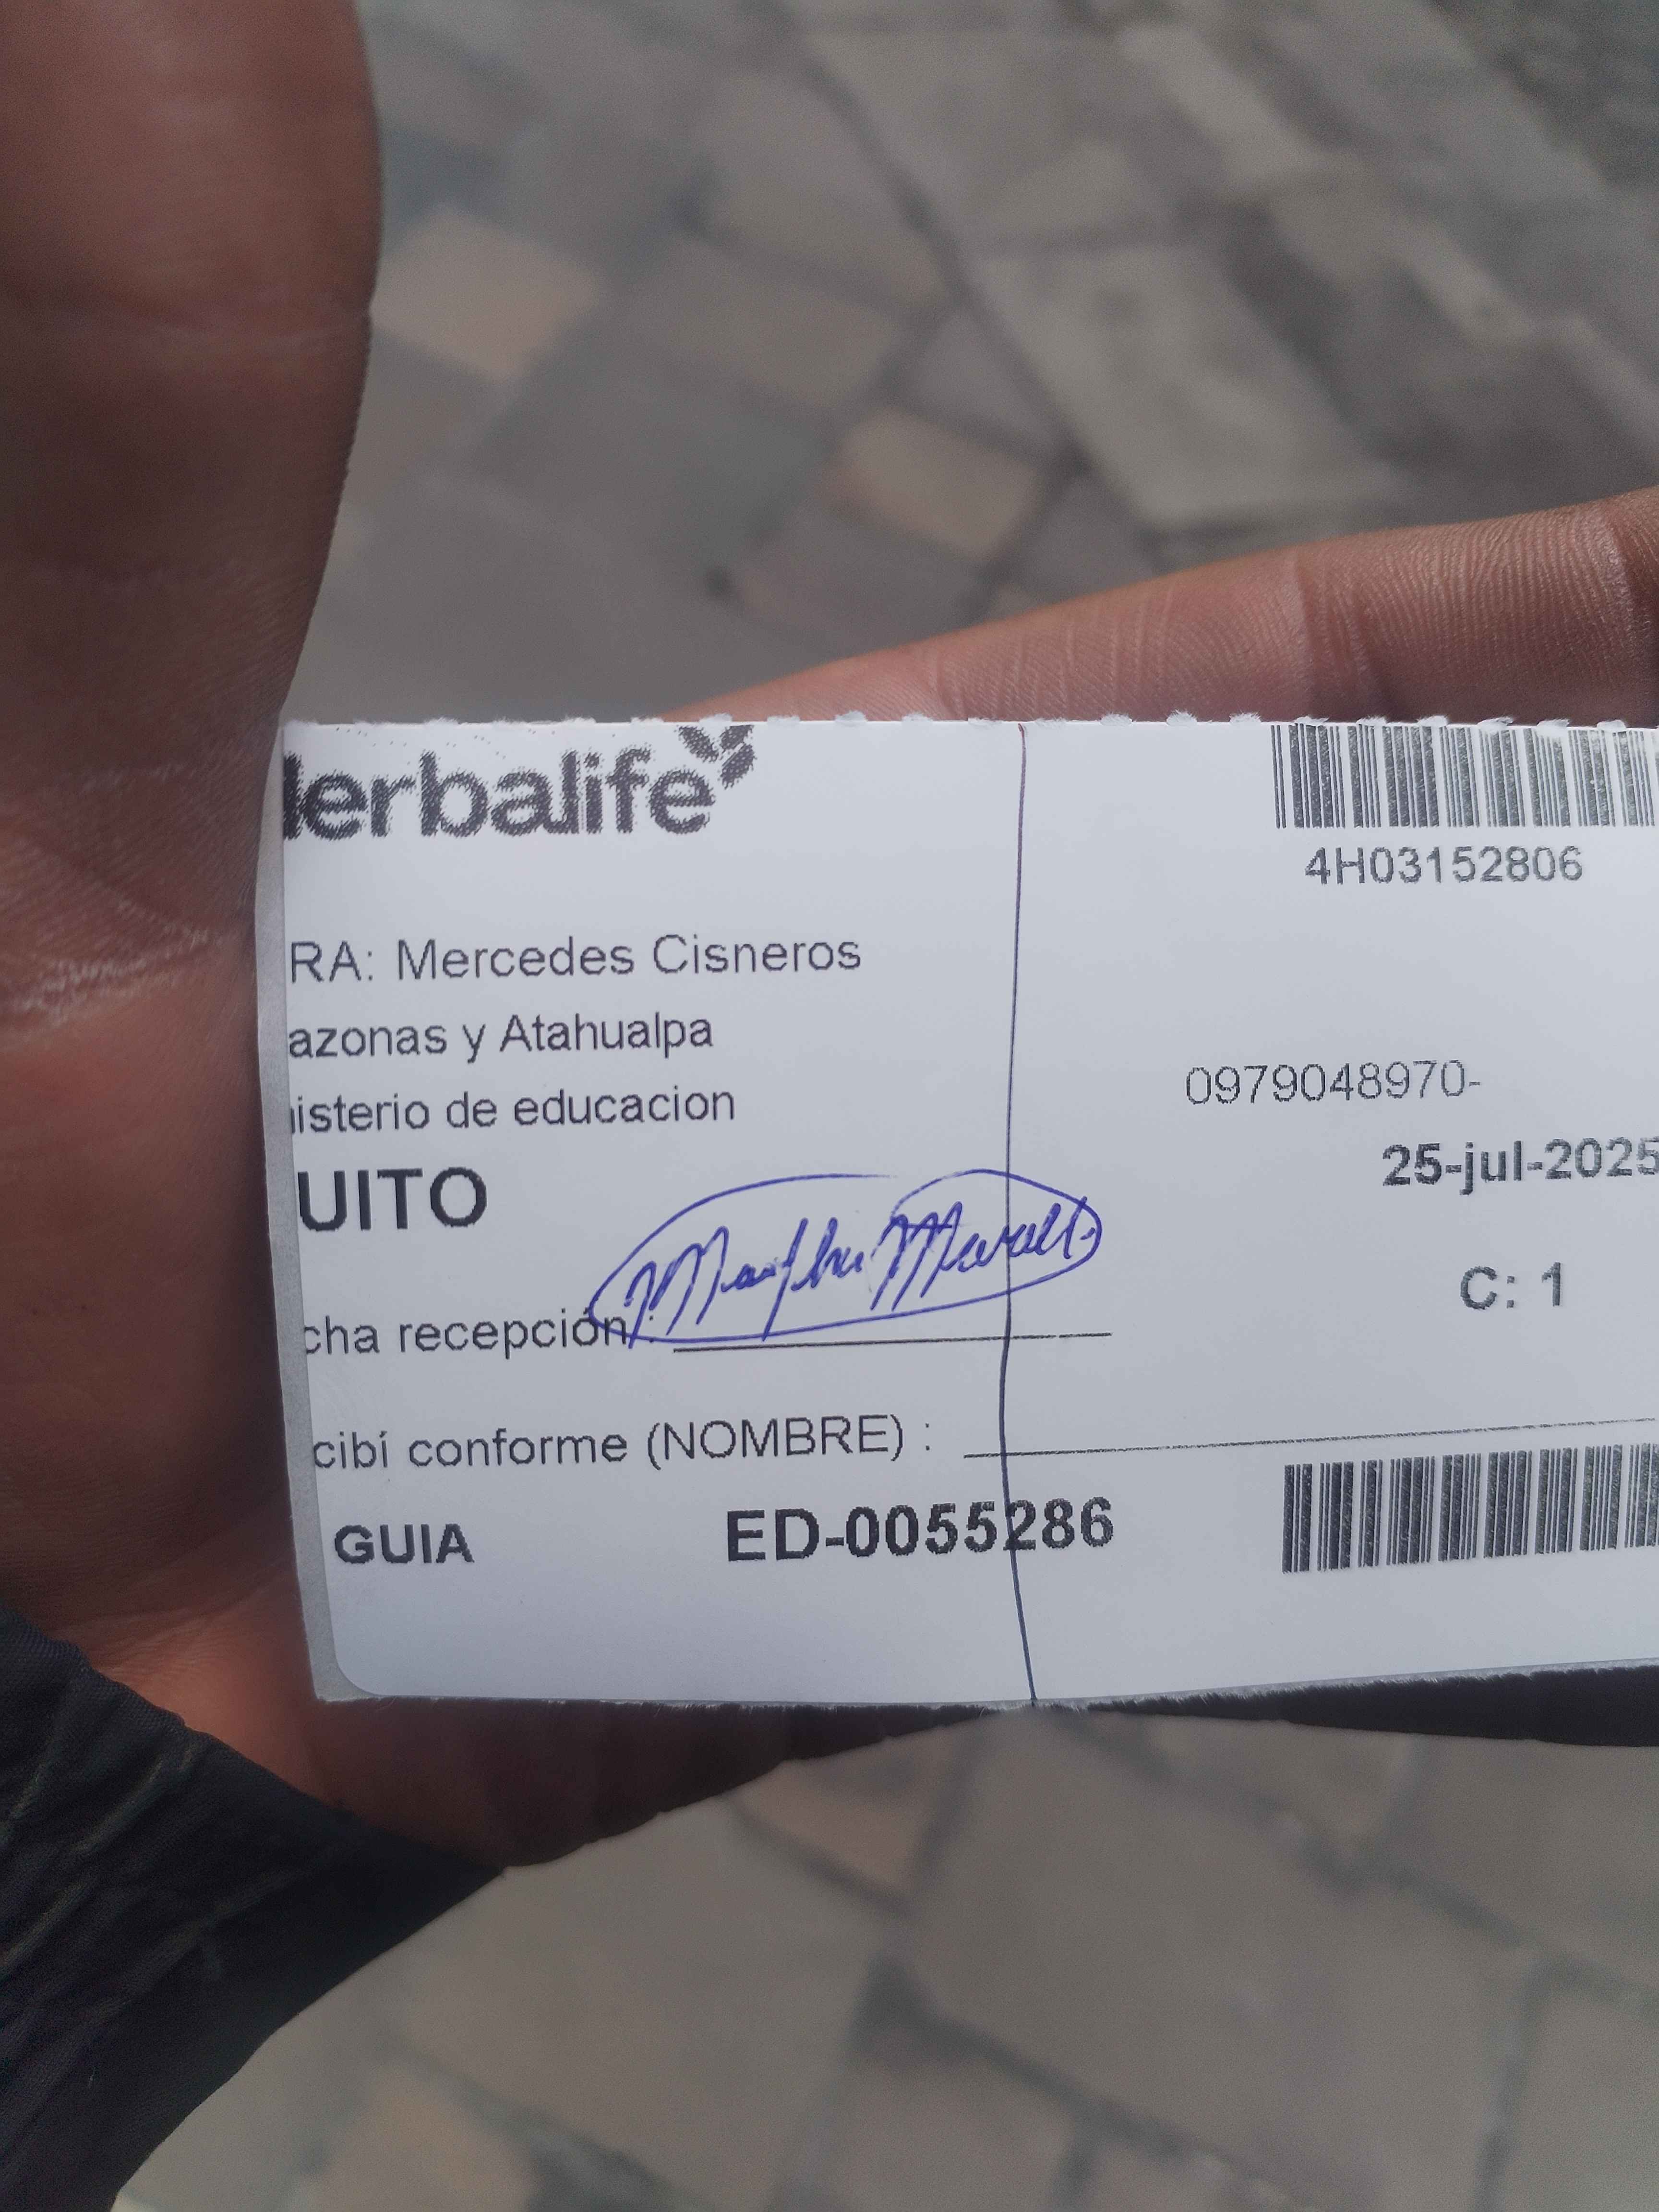 Herbalife
4H03152806
RA: Mercedes Cisneros
azonas y Atahualpa
0979048970-
isterio de educacion
25-jul-2025
UITO
C: 1
cha recepción :
cibí conforme (NOMBRE) :
GUIA ED-0055286